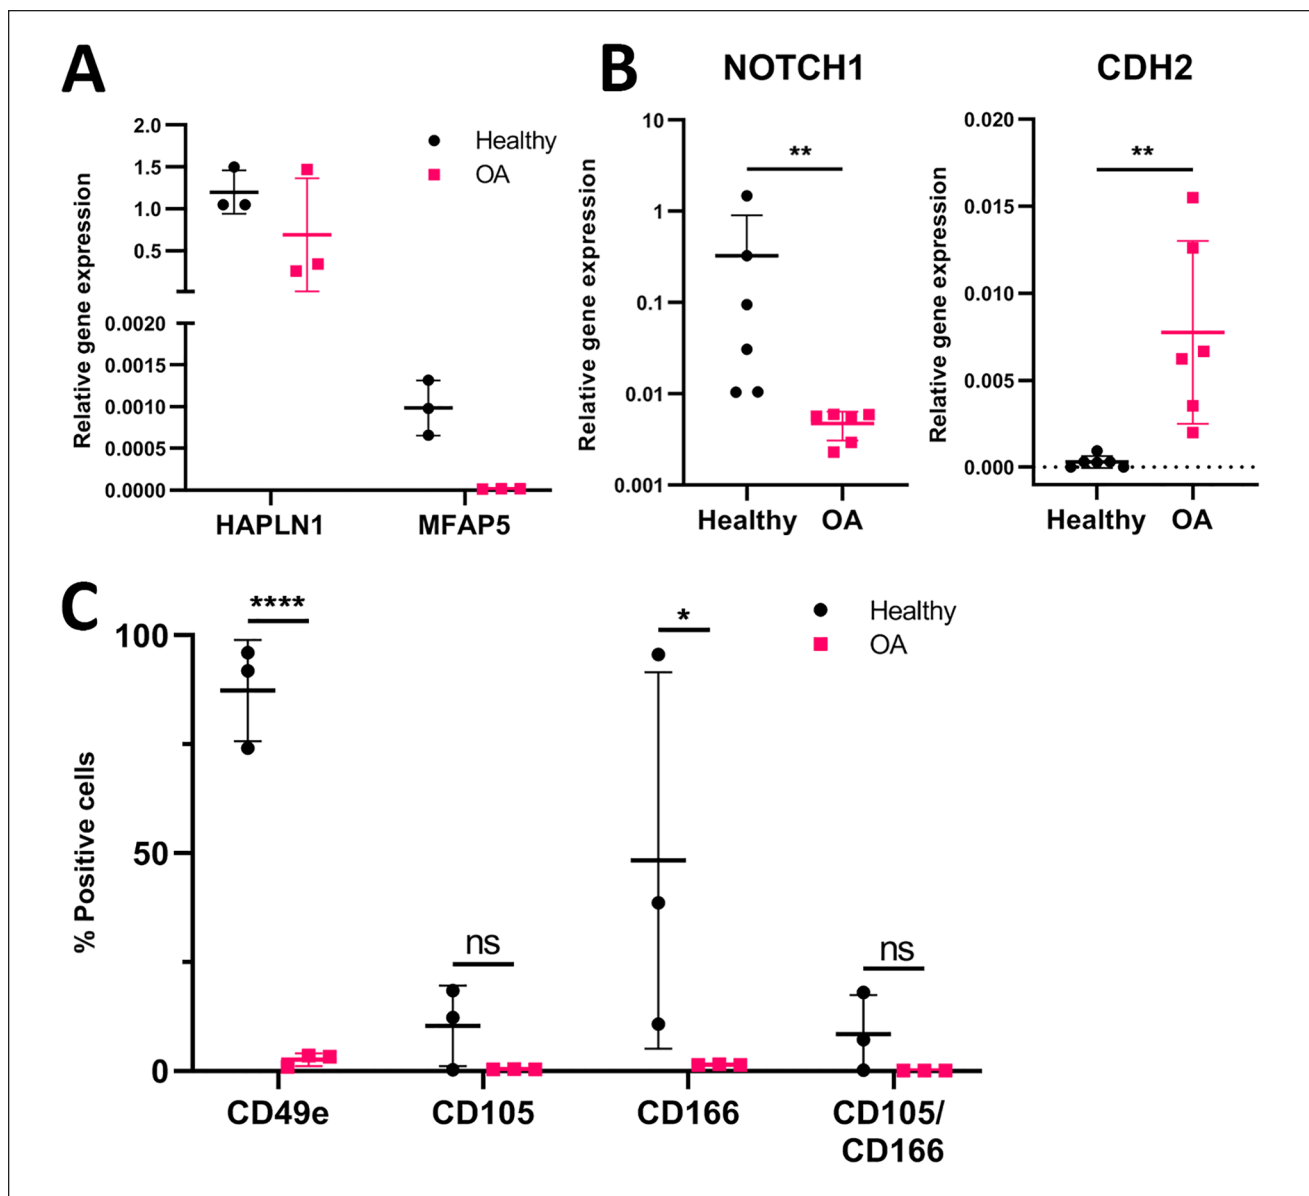 A
Healthy
OA
Relative gene expression
2.0
1.5
1.0
0.5
0.0020
0.0015
0.0010
0.0005
0.0000
HAPLN1 MFAP5
B
NOTCH1
Relative gene expression
10
1
0.1
0.01
0.001
**
Healthy OA
CDH2
Relative gene expression
0.020
0.015
0.010
0.005
0.000
**
Healthy OA
C
Healthy
OA
% Positive cells
100
50
0
****
ns
*
ns
CD49e CD105 CD166 CD105/
CD166